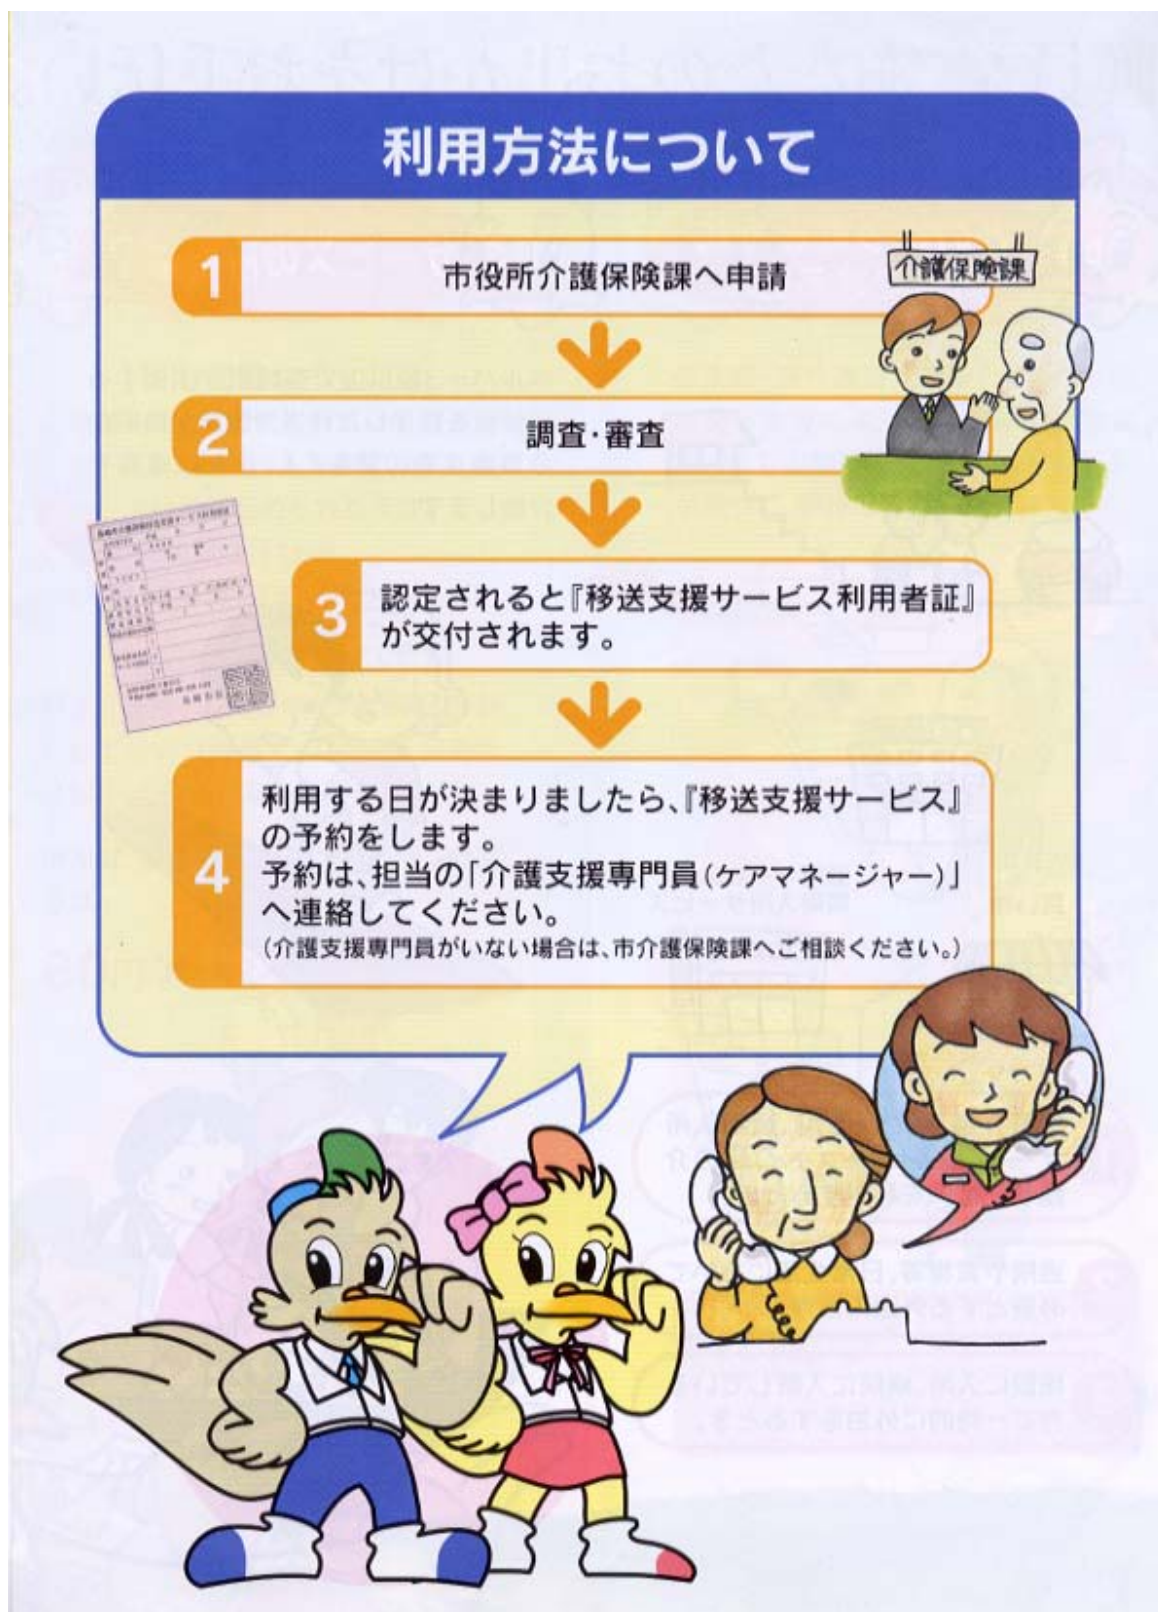 利用方法について
1
市役所介護保険課へ申請
介護保険課
2
調査・審査
3
認定されると『移送支援サービス利用者証』
が交付されます。
4
利用する日が決まりましたら、『移送支援サービス』
の予約をします。
予約は、担当の「介護支援専門員(ケアマネージャー)」
へ連絡してください。
(介護支援専門員がいない場合は、市介護保険課へご相談ください。)